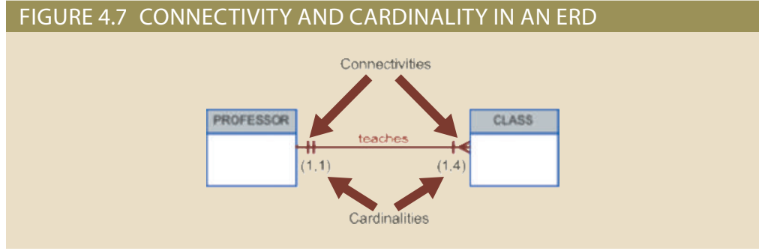 FIGURE 4.7 CONNECTIVITY AND CARDINALITY IN AN ERD
Connectivities
PROFESSOR
CLASS
teaches
(1,1)
(1,4)
Cardinalities